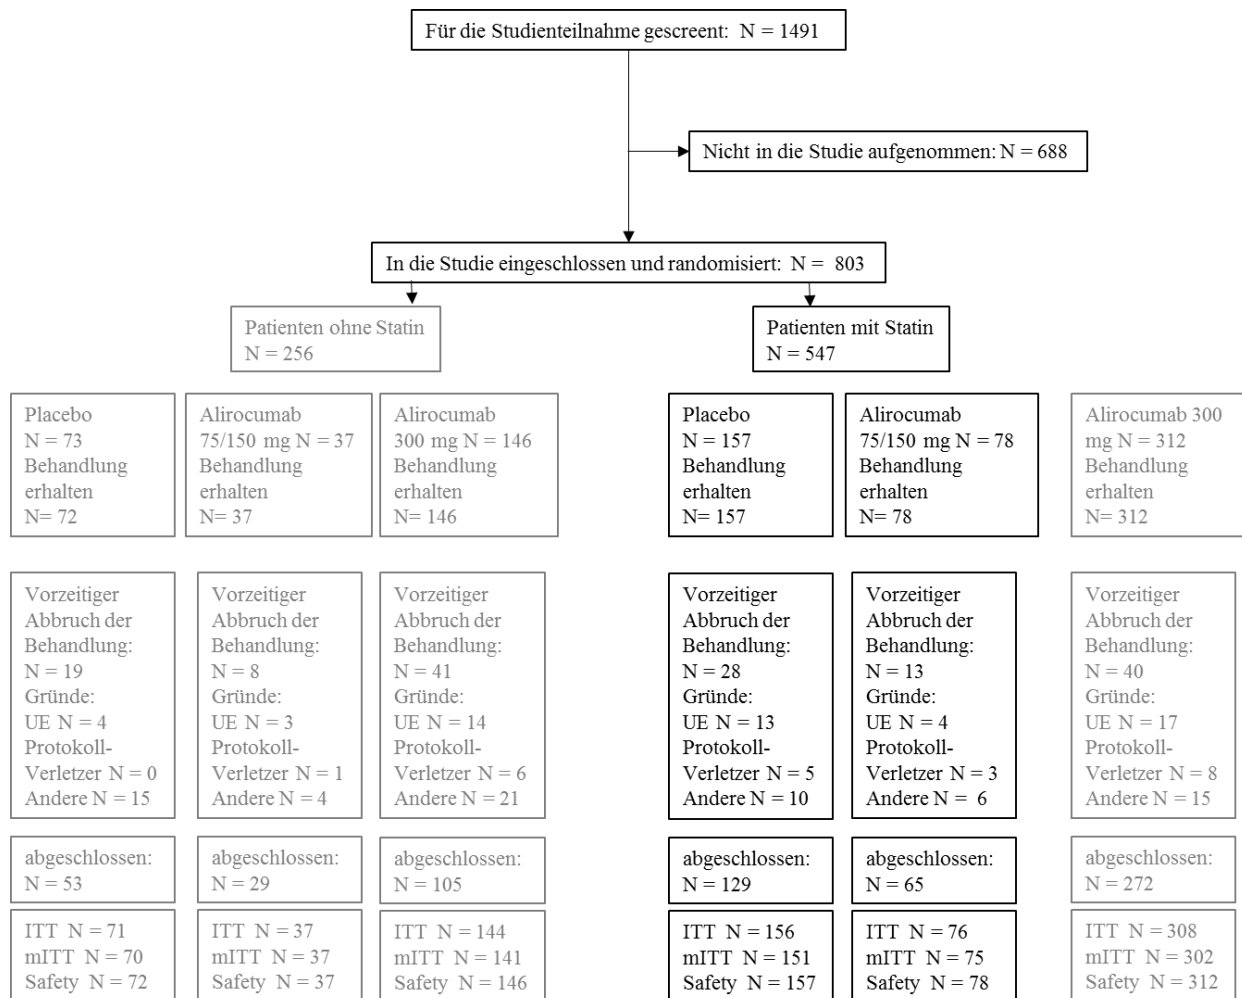 Für die Studienteilnahme gescreent: N = 1491
Nicht in die Studie aufgenommen: N = 688
In die Studie eingeschlossen und randomisiert: N = 803
Patienten ohne Statin
N = 256
Patienten mit Statin
N = 547
Placebo
N = 73
Behandlung
erhalten
N= 72
Alirocumab
75/150 mg N = 37
Behandlung
erhalten
N= 37
Alirocumab
300 mg N = 146
Behandlung
erhalten
N= 146
Placebo
N = 157
Behandlung
erhalten
N= 157
Alirocumab
75/150 mg N = 78
Behandlung
erhalten
N= 78
Alirocumab 300
mg N = 312
Behandlung
erhalten
N=312
Vorzeitiger
Abbruch der
Behandlung:
N = 19
Gründe:
UE N = 4
Protokoll-
Verletzer N = 0
Andere N = 15
Vorzeitiger
Abbruch der
Behandlung:
N = 8
Gründe:
UE N = 3
Protokoll-
Verletzer N = 1
Andere N = 4
Vorzeitiger
Abbruch der
Behandlung:
N = 41
Gründe:
UE N = 14
Protokoll-
Verletzer N = 6
Andere N = 21
Vorzeitiger
Abbruch der
Behandlung:
N = 28
Gründe:
UE N = 13
Protokoll-
Verletzer N = 5
Andere N = 10
Vorzeitiger
Abbruch der
Behandlung:
N = 13
Gründe:
UE N = 4
Protokoll-
Verletzer N = 3
Andere N = 6
Vorzeitiger
Abbruch der
Behandlung:
N = 40
Gründe:
UE N = 17
Protokoll-
Verletzer N = 8
Andere N = 15
abgeschlossen:
N = 53
abgeschlossen:
N = 29
abgeschlossen:
N = 105
abgeschlossen:
N = 129
abgeschlossen:
N = 65
abgeschlossen:
N = 272
ITT N = 71
mITT N = 70
Safety N = 72
ITT N = 37
mITT N = 37
Safety N = 37
ITT N = 144
mITT N = 141
Safety N = 146
ITT N = 156
mITT N = 151
Safety N = 157
ITT N = 76
mITT N = 75
Safety N = 78
ITT N = 308
mITT N = 302
Safety N = 312